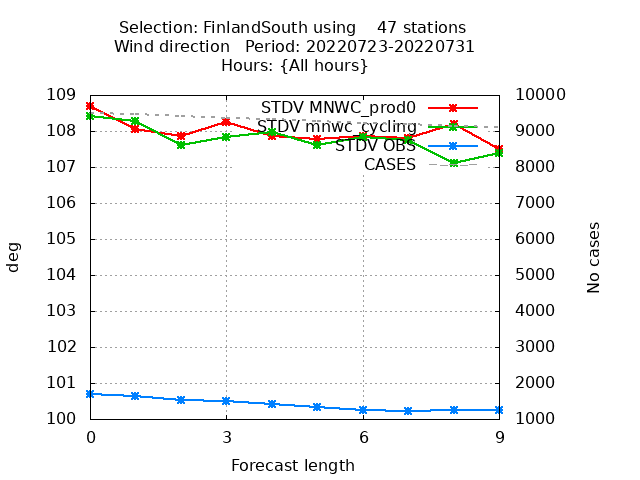 Selection: FinlandSouth using    47 stations
Wind direction   Period: 20220723-20220731
Hours: {All hours}
109
108
107
106
105
104
103
102
101
100
deg
STDV MNWC_prod0
STDV mnwc_cycling
STDV OBS
CASES
10000
9000
8000
7000
6000
5000
4000
3000
2000
1000
No cases
0 3 6 9
Forecast length